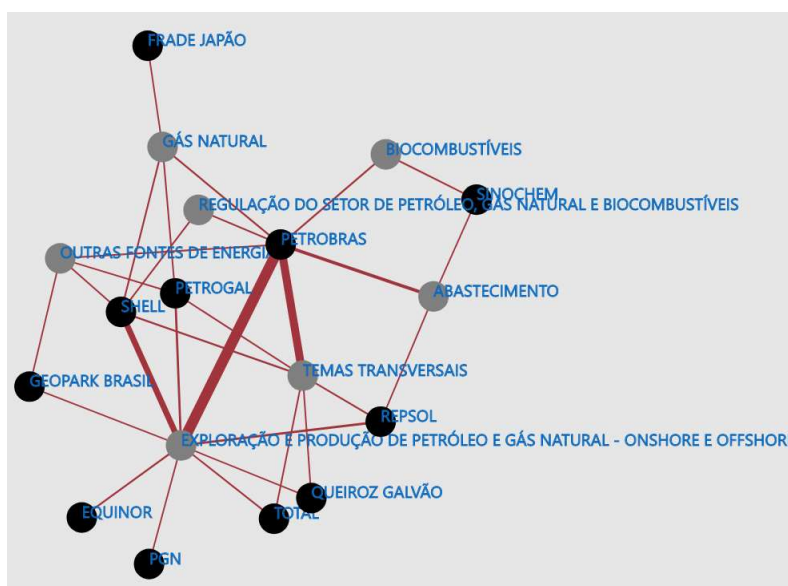 FRADE JAPÃO
GÁS NATURAL
BIOCOMBUSTÍVEIS
SINOCHEM
REGULAÇÃO DO SETOR DE PETRÓLEO, GÁS NATURAL E BIOCOMBUSTÍVEIS
PETROBRAS
OUTRAS FONTES DE ENERGIA
PETROGAL
ABASTECIMENTO
SHELL
TEMAS TRANSVERSAIS
GEOPARK BRASIL
REPSOL
EXPLORAÇÃO E PRODUÇÃO DE PETRÓLEO E GÁS NATURAL - ONSHORE E OFFSHOR
QUEIROZ GALVÃO
EQUINOR
TOTAL
PGN